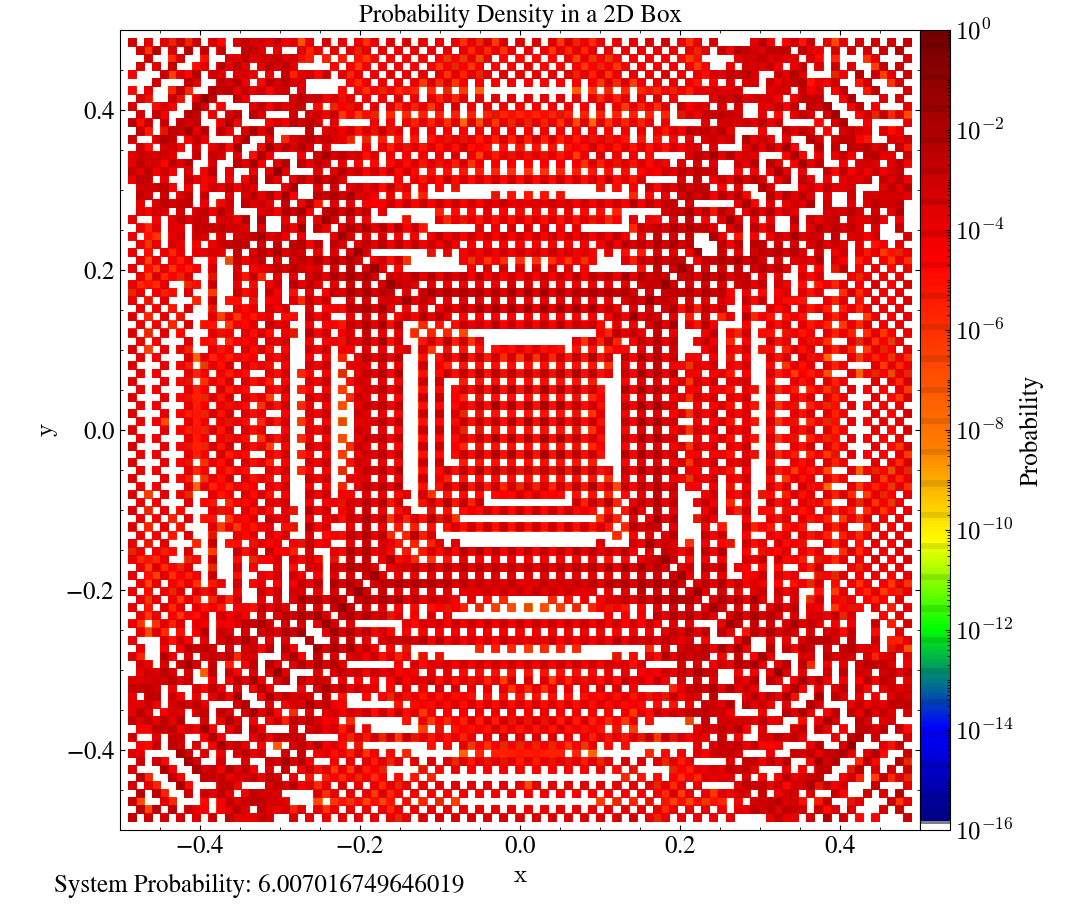 Probability Density in a 2D Box
10⁰
10⁻²
10⁻⁴
10⁻⁶
10⁻⁸
10⁻¹⁰
10⁻¹²
10⁻¹⁴
10⁻¹⁶
Probability
0.4
0.2
0.0
−0.2
−0.4
y
−0.4 −0.2 0.0 0.2 0.4
x
System Probability: 6.007016749646019